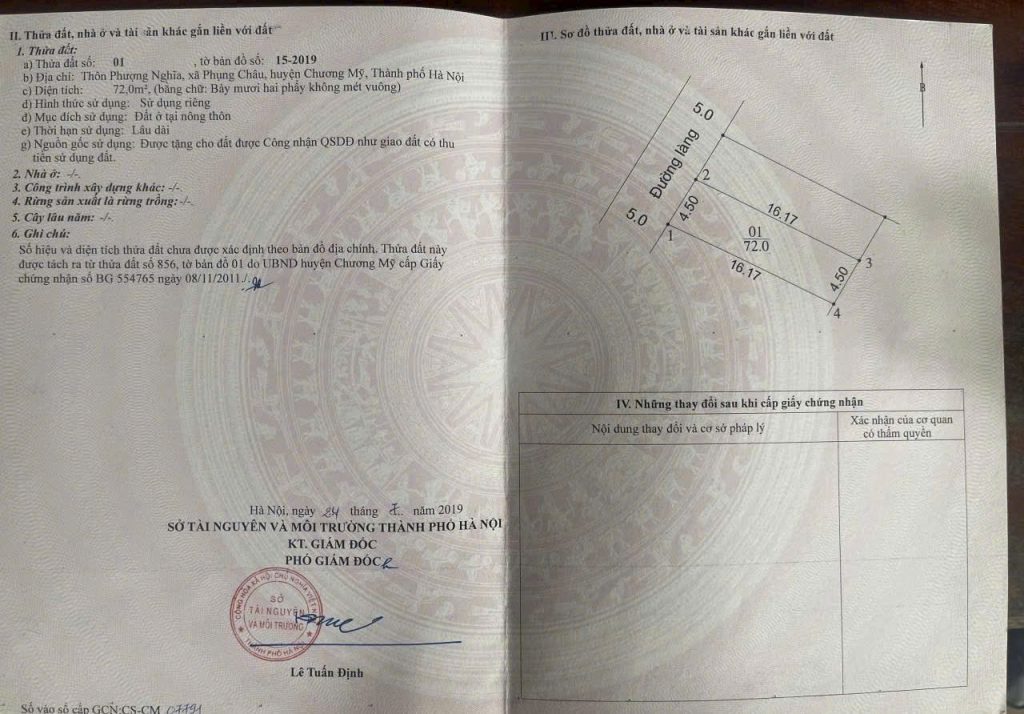 II. Thửa đất, nhà ở và tài sản khác gắn liền với đất
1. Thửa đất:
a) Thửa đất số: 01 , tờ bản đồ số: 15-2019
b) Địa chỉ: Thôn Phượng Nghĩa, xã Phụng Châu, huyện Chương Mỹ, Thành phố Hà Nội
c) Diện tích: 72,0m², (bằng chữ: Bảy mươi hai phẩy không mét vuông)
d) Hình thức sử dụng: Sử dụng riêng
đ) Mục đích sử dụng: Đất ở tại nông thôn
e) Thời hạn sử dụng: Lâu dài
g) Nguồn gốc sử dụng: Được tặng cho đất được Công nhận QSDĐ như giao đất có thu
tiền sử dụng đất.
2. Nhà ở: -/-
3. Công trình xây dựng khác: -/-.
4. Rừng sản xuất là rừng trồng: -/-.
5. Cây lâu năm: -/-.
6. Ghi chú:
Số hiệu và diện tích thửa đất chưa được xác định theo bản đồ địa chính. Thửa đất này
được tách ra từ thửa đất số 856, tờ bản đồ 01 do UBND huyện Chương Mỹ cấp Giấy
chứng nhận số BG 554765 ngày 08/11/2011./.
Hà Nội, ngày 24 tháng 7 năm 2019
SỞ TÀI NGUYÊN VÀ MÔI TRƯỜNG THÀNH PHỐ HÀ NỘI
KT. GIÁM ĐỐC
PHÓ GIÁM ĐỐC
CỘNG HÒA XÃ HỘI CHỦ NGHĨA VIỆT
SỞ
TÀI NGUYÊN
VÀ MÔI TRƯỜNG
THÀNH PHỐ HÀ NỘI
Lê Tuấn Định
Số vào sổ cấp GCN:CS-CM 07791
III. Sơ đồ thửa đất, nhà ở và tài sản khác gắn liền với đất
B
5.0
Đường làng
5.0
2
4.50
1
16.17
01
72.0
16.17
3
4.50
4
IV. Những thay đổi sau khi cấp giấy chứng nhận
Nội dung thay đổi và cơ sở pháp lý
Xác nhận của cơ quan
có thẩm quyền